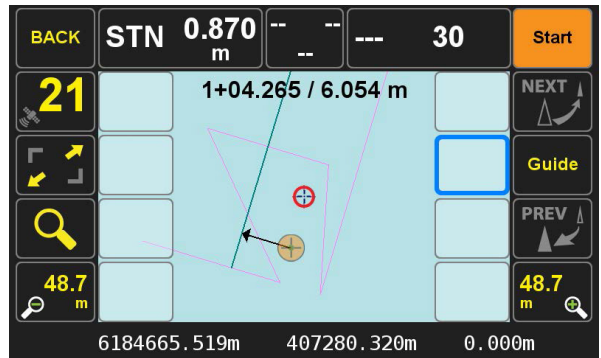 BACK
STN 0.870 m
-- -- --
--- 30
Start
21
1+04.265 / 6.054 m
NEXT
Guide
PREV
48.7 m
48.7 m
6184665.519m 407280.320m 0.000m